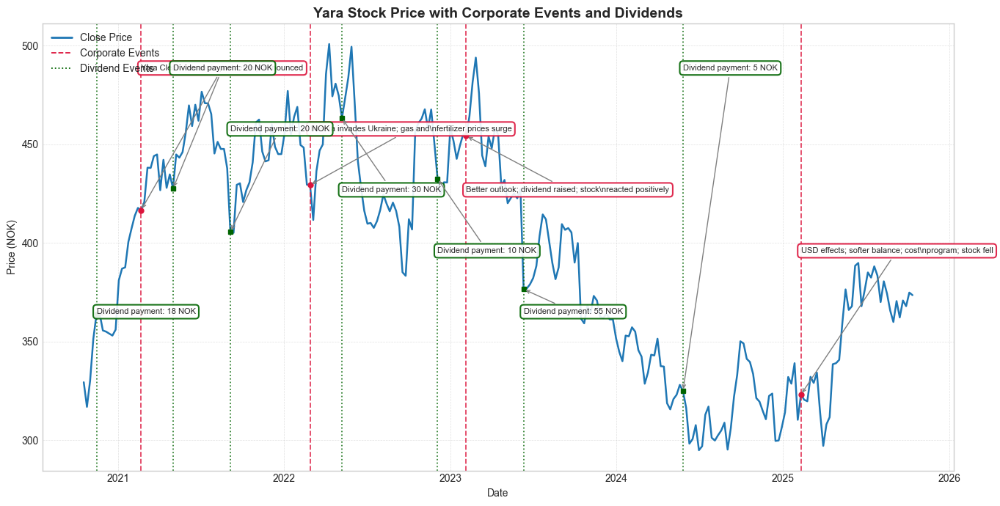 Yara Stock Price with Corporate Events and Dividends
500
450
400
350
300
Price (NOK)
Close Price
Corporate Events
Dividend Events
Yara ounced
Dividend payment: 20 NOK
Dividend payment: 5 NOK
Dividend payment: 20 NOK
invades Ukraine; gas and\nfertilizer prices surge
Dividend payment: 30 NOK
Better outlook; dividend raised; stock\nreacted positively
Dividend payment: 10 NOK
USD effects; softer balance; cost\nprogram; stock fell
Dividend payment: 18 NOK
Dividend payment: 55 NOK
2021
2022
2023
2024
2025
2026
Date